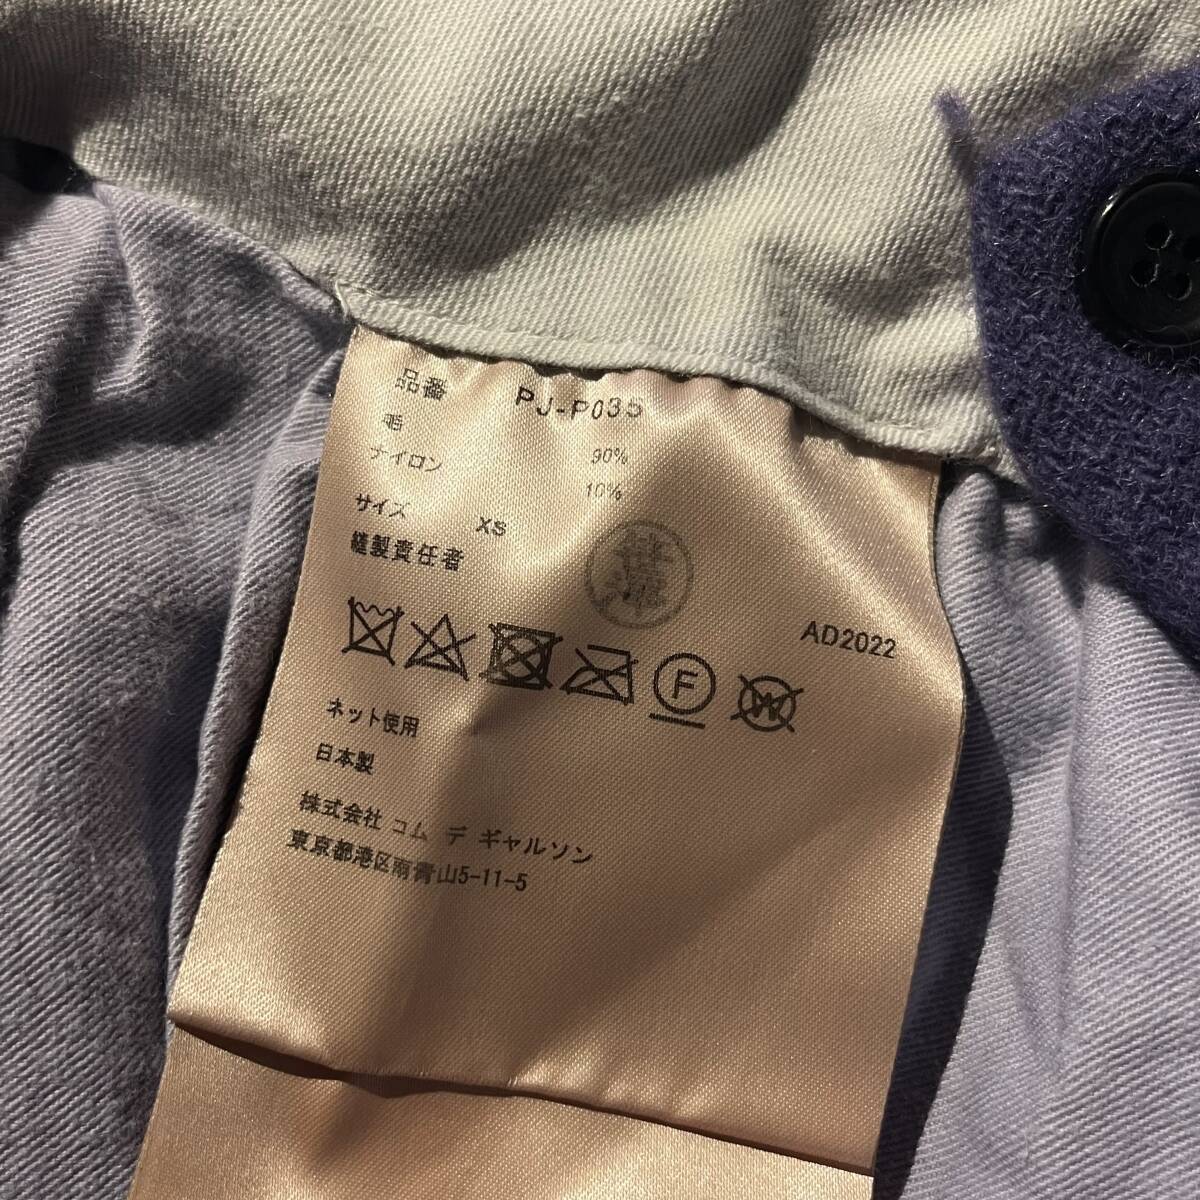 品番 PJ-P035
毛 90%
ナイロン 10%
サイズ XS
縫製責任者
AD2022
F
W
ネット使用
日本製
株式会社 コム デ ギャルソン
東京都港区南青山5-11-5